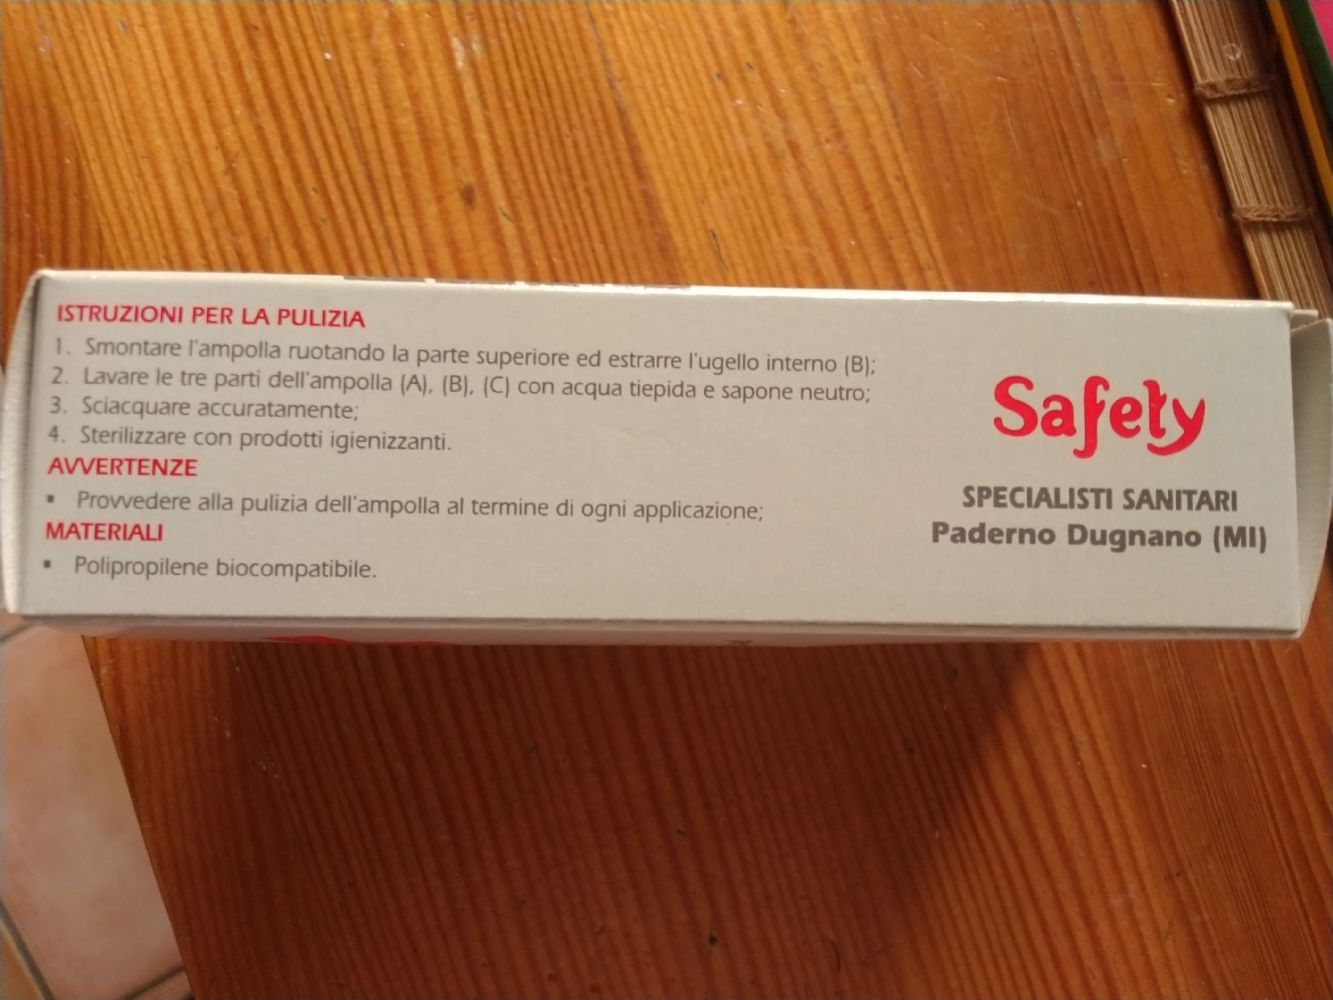 ISTRUZIONI PER LA PULIZIA
1. Smontare l'ampolla ruotando la parte superiore ed estrarre l'ugello interno (B);
2. Lavare le tre parti dell'ampolla (A), (B), (C) con acqua tiepida e sapone neutro;
3. Sciacquare accuratamente;
4. Sterilizzare con prodotti igienizzanti.
AVVERTENZE
▪ Provvedere alla pulizia dell'ampolla al termine di ogni applicazione;
MATERIALI
▪ Polipropilene biocompatibile.
Safety
SPECIALISTI SANITARI
Paderno Dugnano (MI)